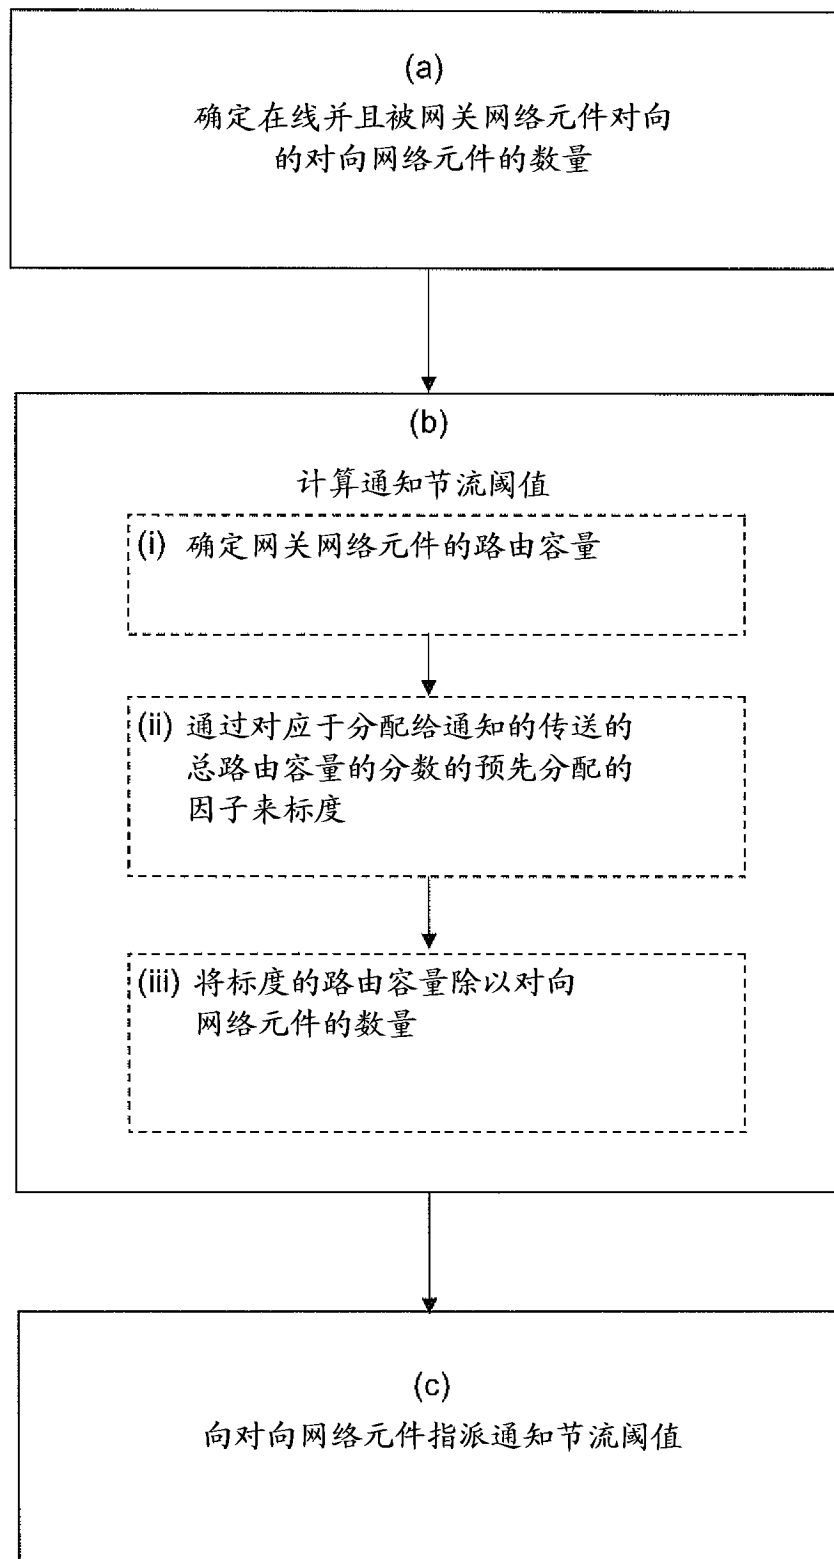 (a)
确定在线并且被网关网络元件对向
的对向网络元件的数量
(b)
计算通知节流阈值
(i) 确定网关网络元件的路由容量
(ii) 通过对应于分配给通知的传送的
总路由容量的分数的预先分配的
因子来标度
(iii) 将标度的路由容量除以对向
网络元件的数量
(c)
向对向网络元件指派通知节流阈值